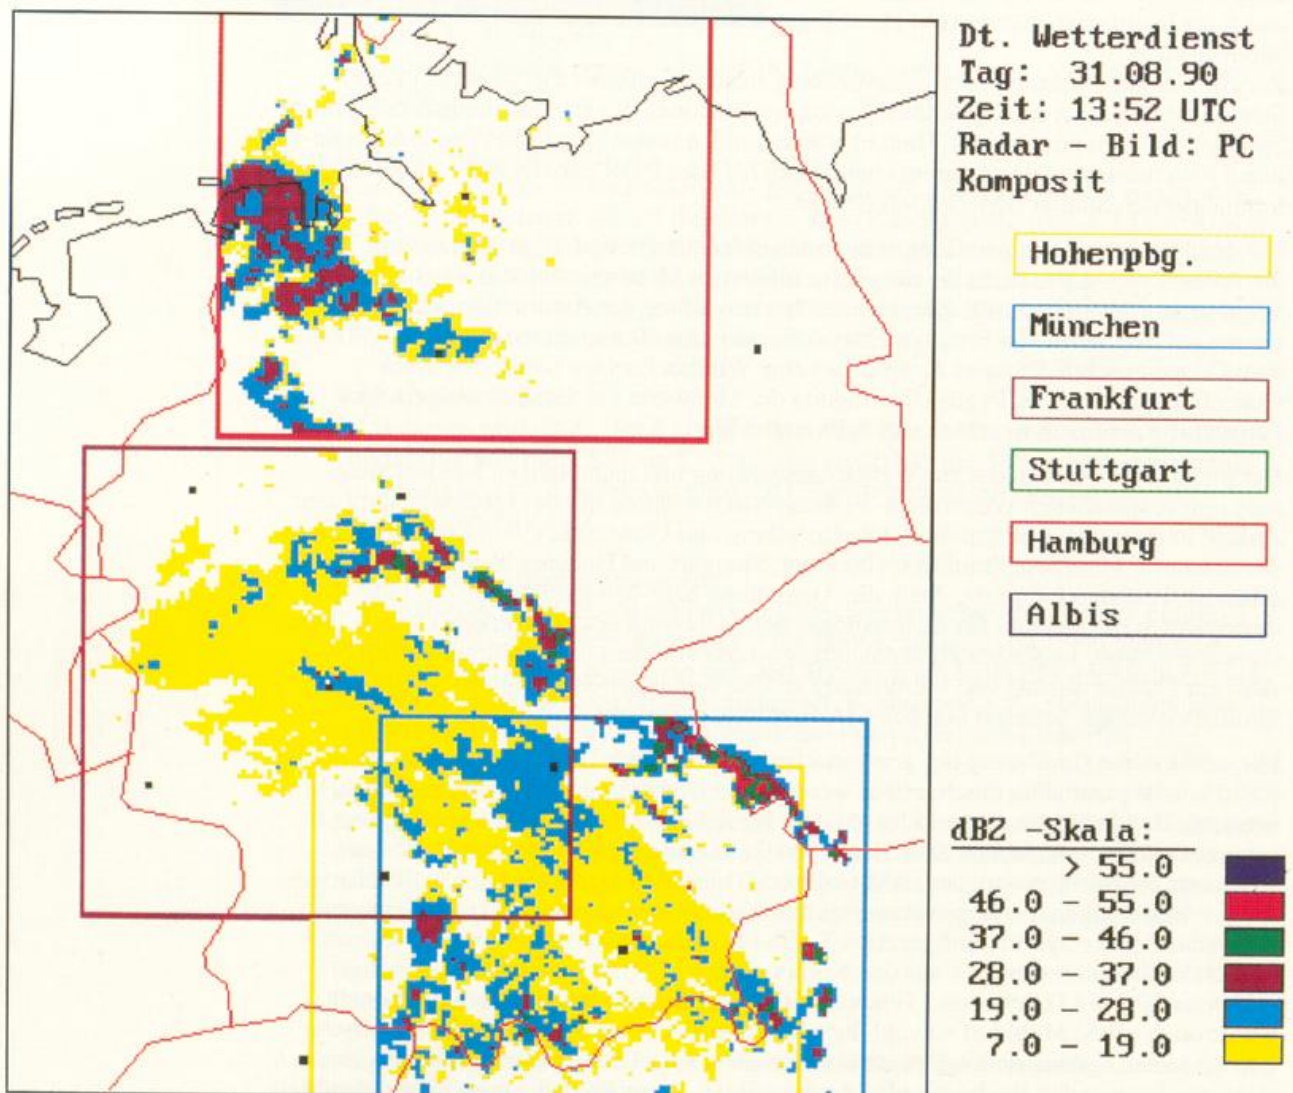 Dt. Wetterdienst
Tag: 31.08.90
Zeit: 13:52 UTC
Radar - Bild: PC
Komposit
Hohenpbg.
München
Frankfurt
Stuttgart
Hamburg
Albis
dBZ -Skala:
> 55.0
46.0 - 55.0
37.0 - 46.0
28.0 - 37.0
19.0 - 28.0
7.0 - 19.0